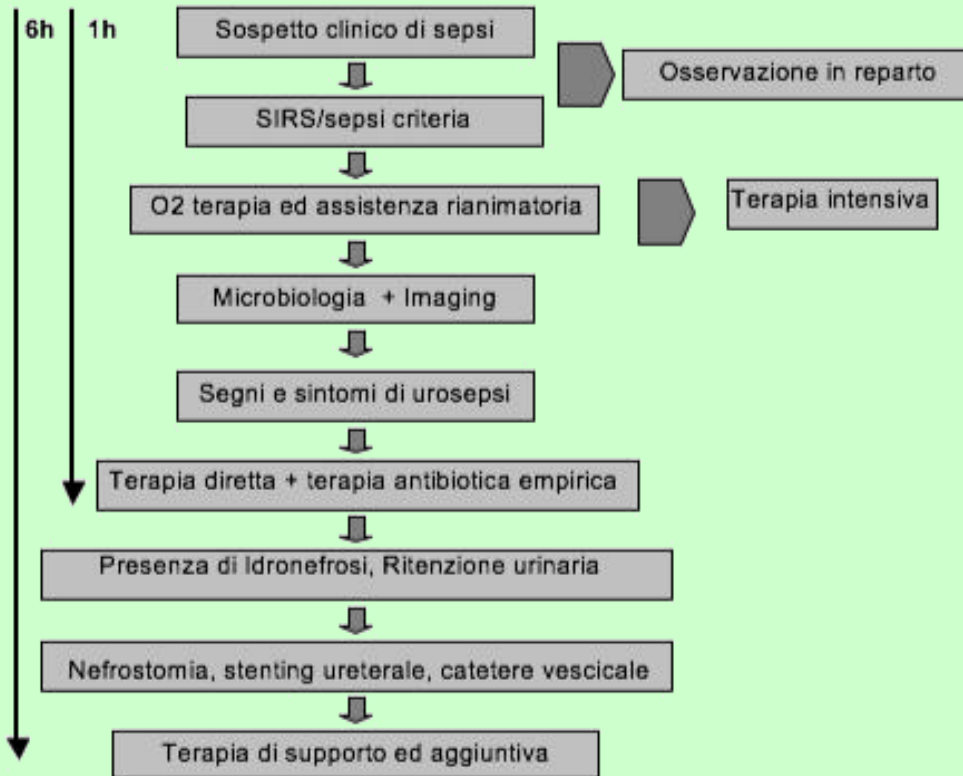 6h
1h
Sospetto clinico di sepsi
Osservazione in reparto
SIRS/sepsi criteria
O2 terapia ed assistenza rianimatoria
Terapia intensiva
Microbiologia + Imaging
Segni e sintomi di urosepsi
Terapia diretta + terapia antibiotica empirica
Presenza di Idronefrosi, Ritenzione urinaria
Nefrostomia, stenting ureterale, catetere vescicale
Terapia di supporto ed aggiuntiva